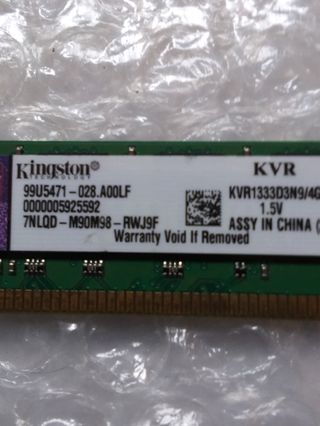 Kingston®
TECHNOLOGY
KVR
99U5471-028.A00LF
KVR1333D3N9/4G
0000005925592
1.5V
7NLQD-M90M98-RWJ9F
ASSY IN CHINA (
Warranty Void If Removed